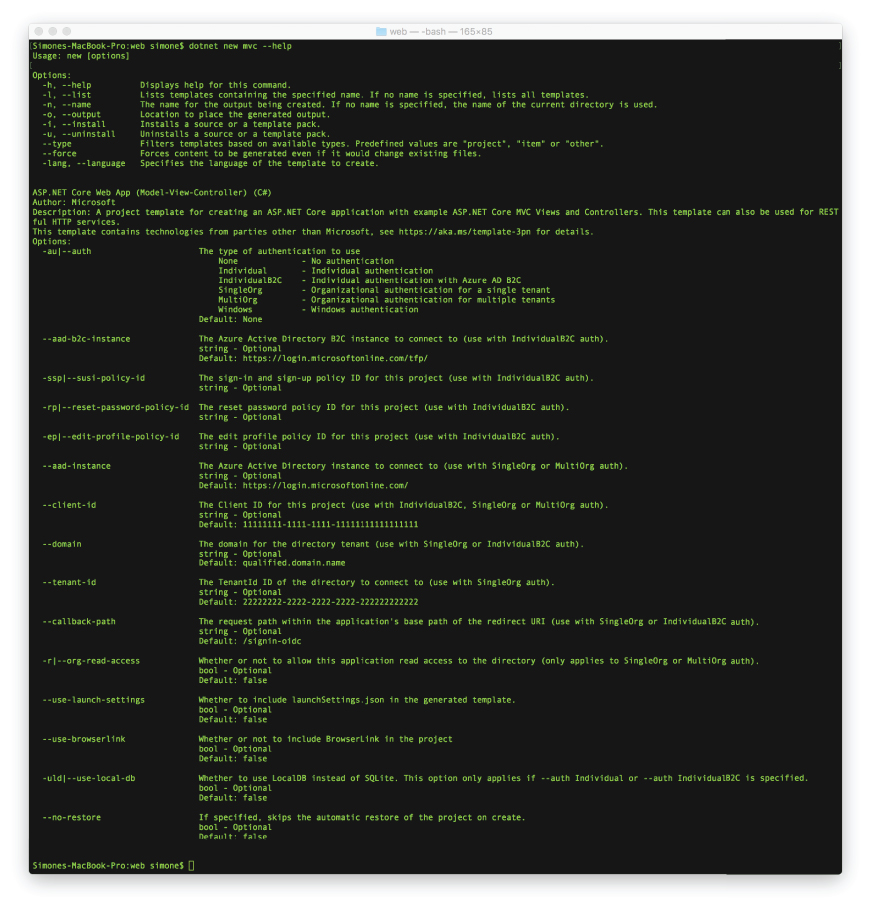 web — -bash — 165×85
Simones-MacBook-Pro:web simone$ dotnet new mvc --help
Usage: new [options]
Options:
-h, --help Displays help for this command.
-l, --list Lists templates containing the specified name. If no name is specified, lists all templates.
-n, --name The name for the output being created. If no name is specified, the name of the current directory is used.
-o, --output Location to place the generated output.
-i, --install Installs a source or a template pack.
-u, --uninstall Uninstalls a source or a template pack.
--type Filters templates based on available types. Predefined values are "project", "item" or "other".
--force Forces content to be generated even if it would change existing files.
-lang, --language Specifies the language of the template to create.
ASP.NET Core Web App (Model-View-Controller) (C#)
Author: Microsoft
Description: A project template for creating an ASP.NET Core application with example ASP.NET Core MVC Views and Controllers. This template can also be used for REST
ful HTTP services.
This template contains technologies from parties other than Microsoft, see https://aka.ms/template-3pn for details.
Options:
-au|--auth The type of authentication to use
None - No authentication
Individual - Individual authentication
IndividualB2C - Individual authentication with Azure AD B2C
SingleOrg - Organizational authentication for a single tenant
MultiOrg - Organizational authentication for multiple tenants
Windows - Windows authentication
Default: None
--aad-b2c-instance The Azure Active Directory B2C instance to connect to (use with IndividualB2C auth).
string - Optional
Default: https://login.microsoftonline.com/tfp/
-ssp|--susi-policy-id The sign-in and sign-up policy ID for this project (use with IndividualB2C auth).
string - Optional
-rp|--reset-password-policy-id The reset password policy ID for this project (use with IndividualB2C auth).
string - Optional
-ep|--edit-profile-policy-id The edit profile policy ID for this project (use with IndividualB2C auth).
string - Optional
--aad-instance The Azure Active Directory instance to connect to (use with SingleOrg or MultiOrg auth).
string - Optional
Default: https://login.microsoftonline.com/
--client-id The Client ID for this project (use with IndividualB2C, SingleOrg or MultiOrg auth).
string - Optional
Default: 11111111-1111-1111-11111111111111111
--domain The domain for the directory tenant (use with SingleOrg or IndividualB2C auth).
string - Optional
Default: qualified.domain.name
--tenant-id The TenantId ID of the directory to connect to (use with SingleOrg auth).
string - Optional
Default: 22222222-2222-2222-2222-222222222222
--callback-path The request path within the application's base path of the redirect URI (use with SingleOrg or IndividualB2C auth).
string - Optional
Default: /signin-oidc
-r|--org-read-access Whether or not to allow this application read access to the directory (only applies to SingleOrg or MultiOrg auth).
bool - Optional
Default: false
--use-launch-settings Whether to include launchSettings.json in the generated template.
bool - Optional
Default: false
--use-browserlink Whether or not to include BrowserLink in the project
bool - Optional
Default: false
-uld|--use-local-db Whether to use LocalDB instead of SQLite. This option only applies if --auth Individual or --auth IndividualB2C is specified.
bool - Optional
Default: false
--no-restore If specified, skips the automatic restore of the project on create.
bool - Optional
Default: false
Simones-MacBook-Pro:web simone$